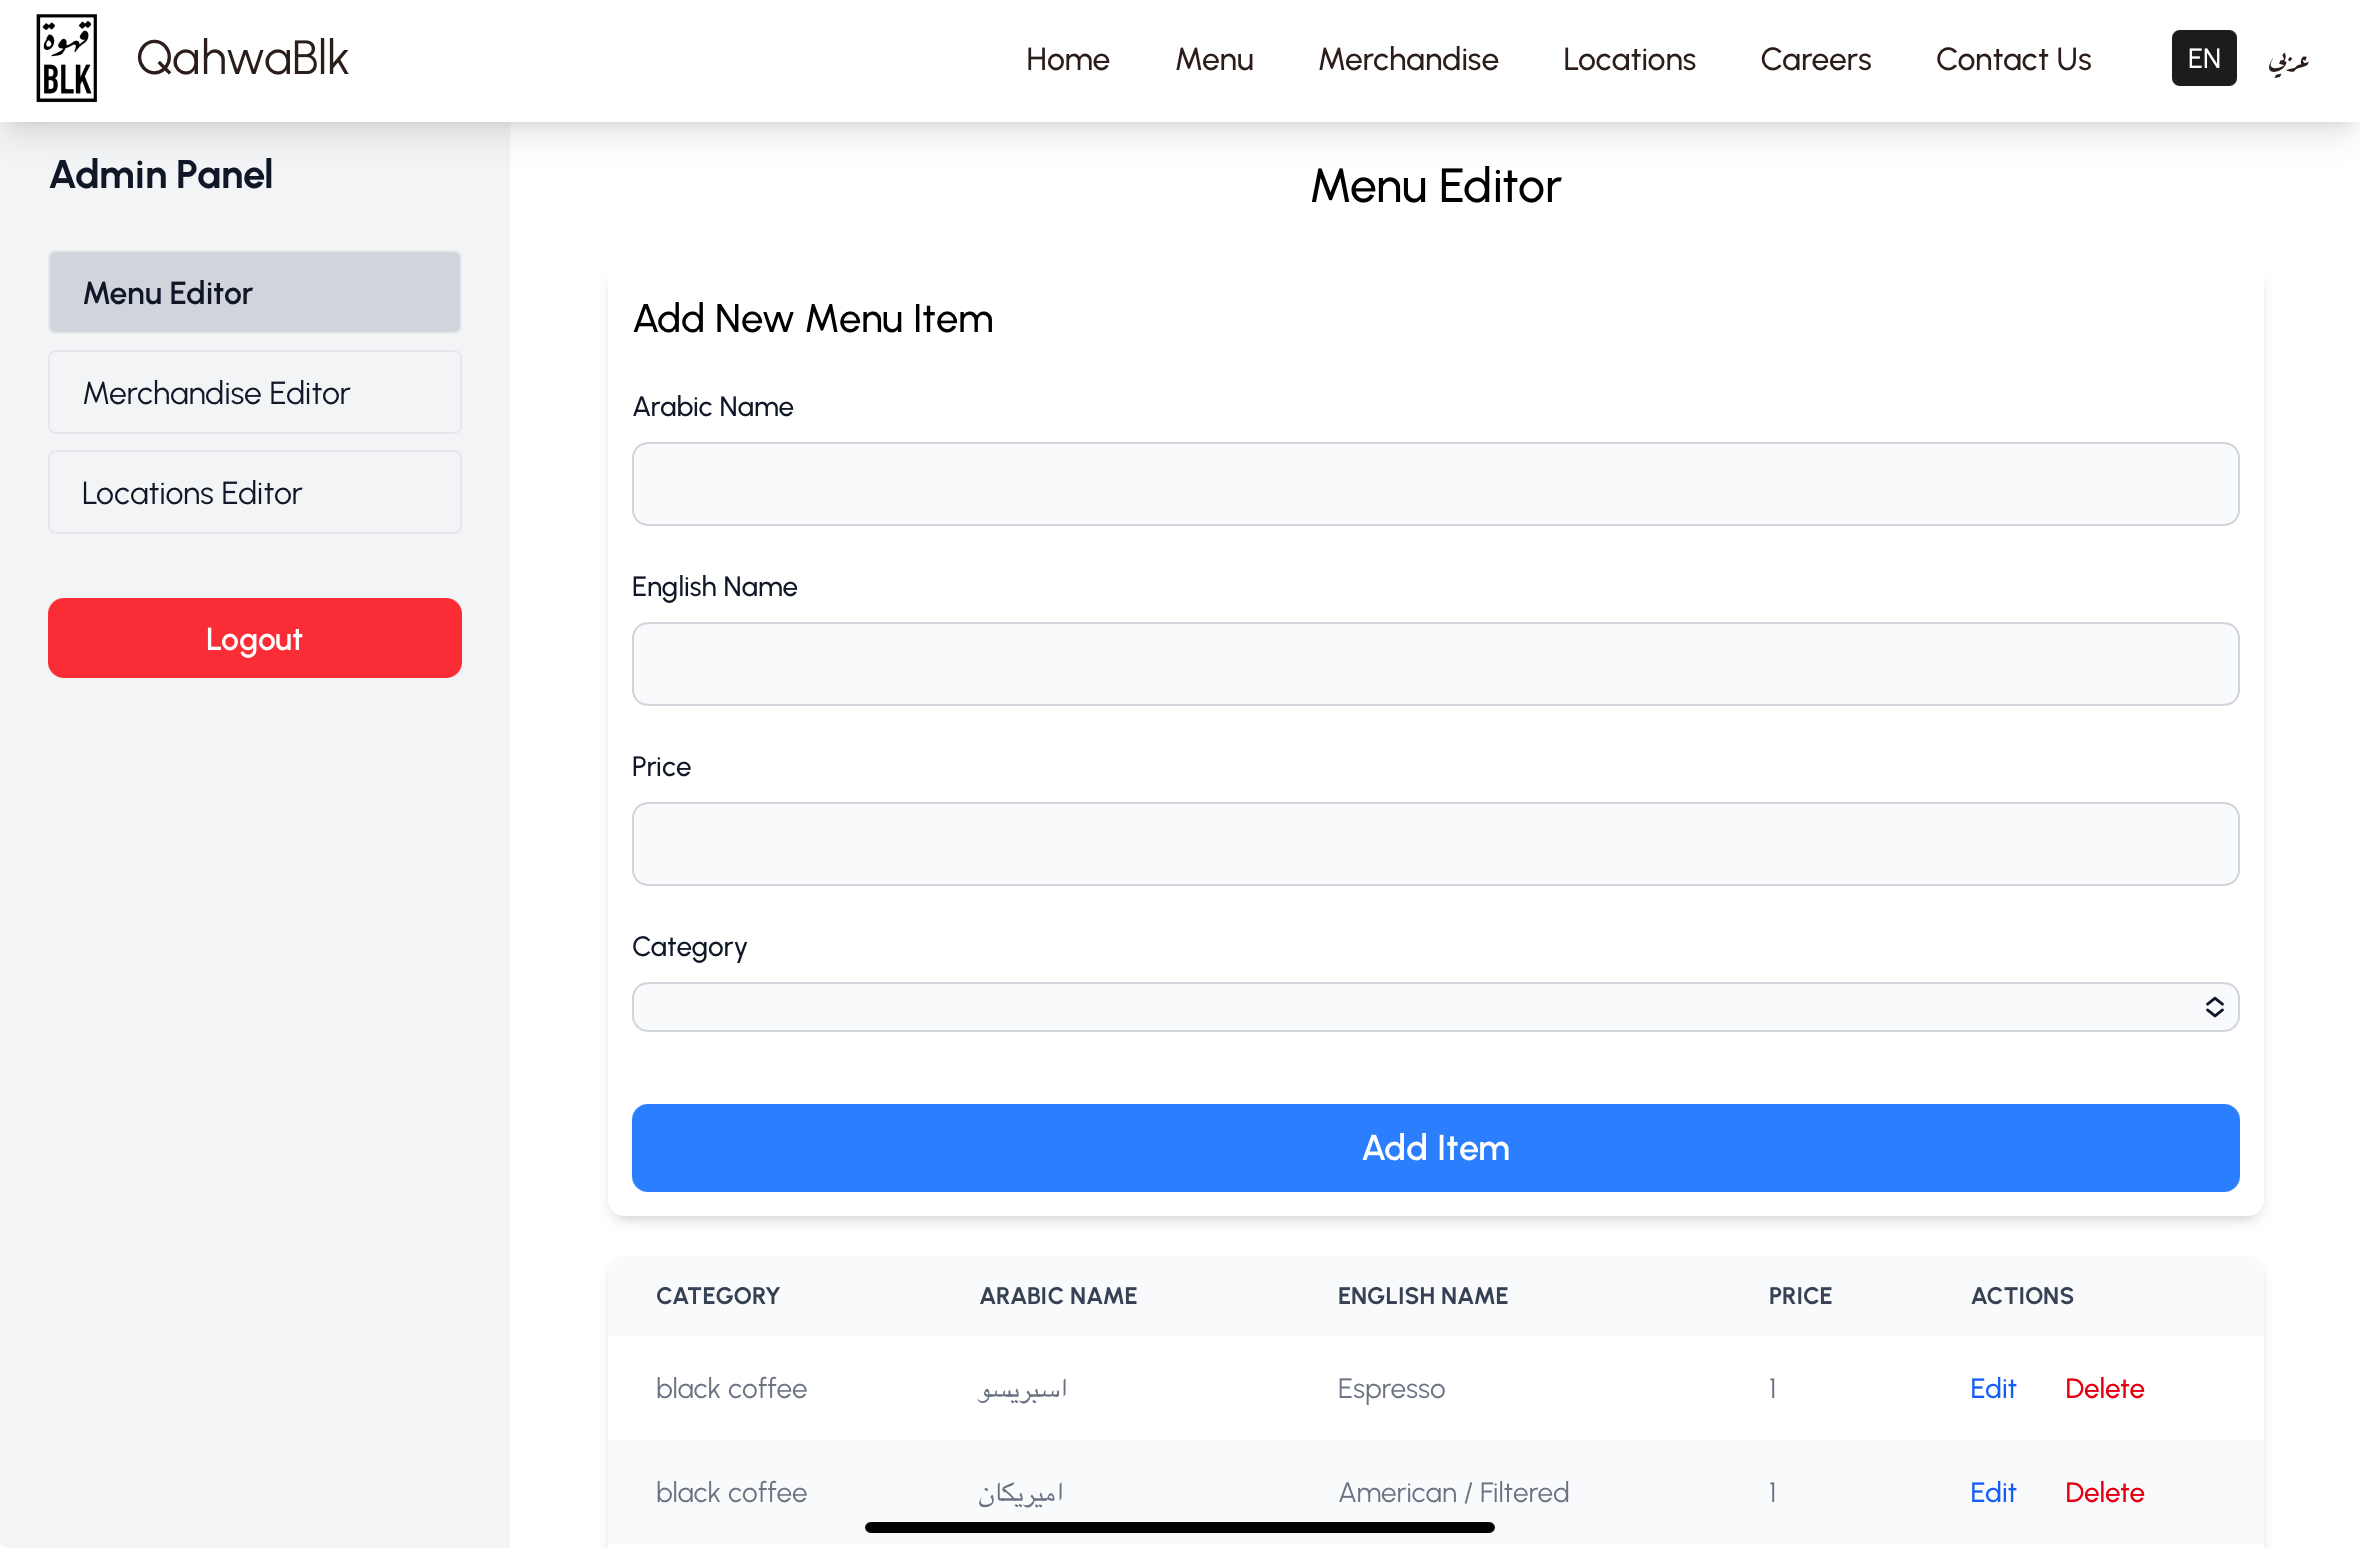 قهوة
BLK
QahwaBlk
Home Menu Merchandise Locations Careers Contact Us EN عربي
Admin Panel
Menu Editor
Merchandise Editor
Locations Editor
Logout
Menu Editor
Add New Menu Item
Arabic Name
English Name
Price
Category
Add Item
CATEGORY ARABIC NAME ENGLISH NAME PRICE ACTIONS
black coffee اسبريسو Espresso 1 Edit Delete
black coffee اميريكان American / Filtered 1 Edit Delete